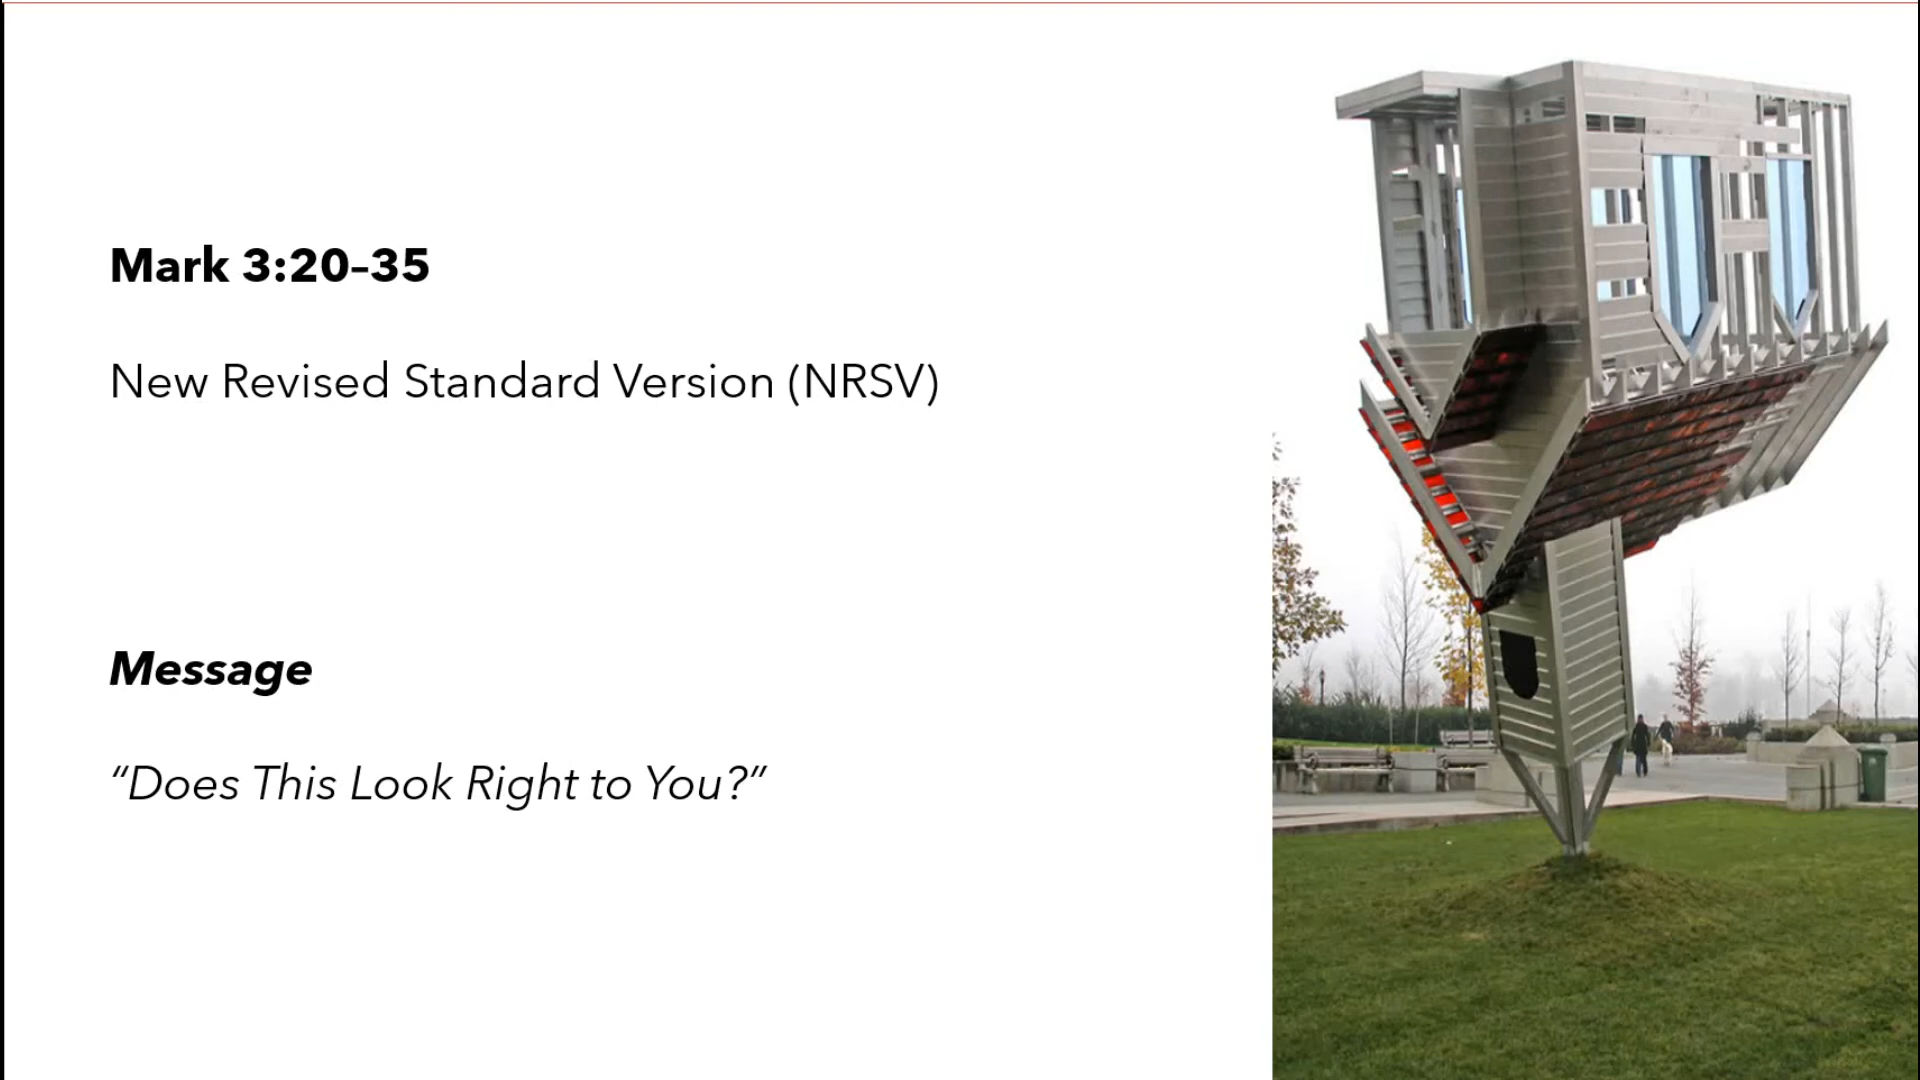 Mark 3:20–35
New Revised Standard Version (NRSV)
Message
“Does This Look Right to You?”